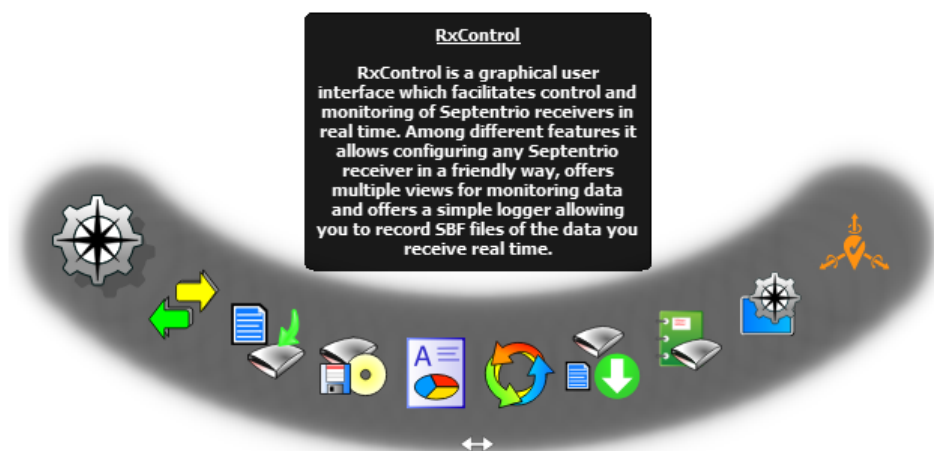 RxControl
RxControl is a graphical user
interface which facilitates control and
monitoring of Septentrio receivers in
real time. Among different features it
allows configuring any Septentrio
receiver in a friendly way, offers
multiple views for monitoring data
and offers a simple logger allowing
you to record SBF files of the data you
receive real time.
A